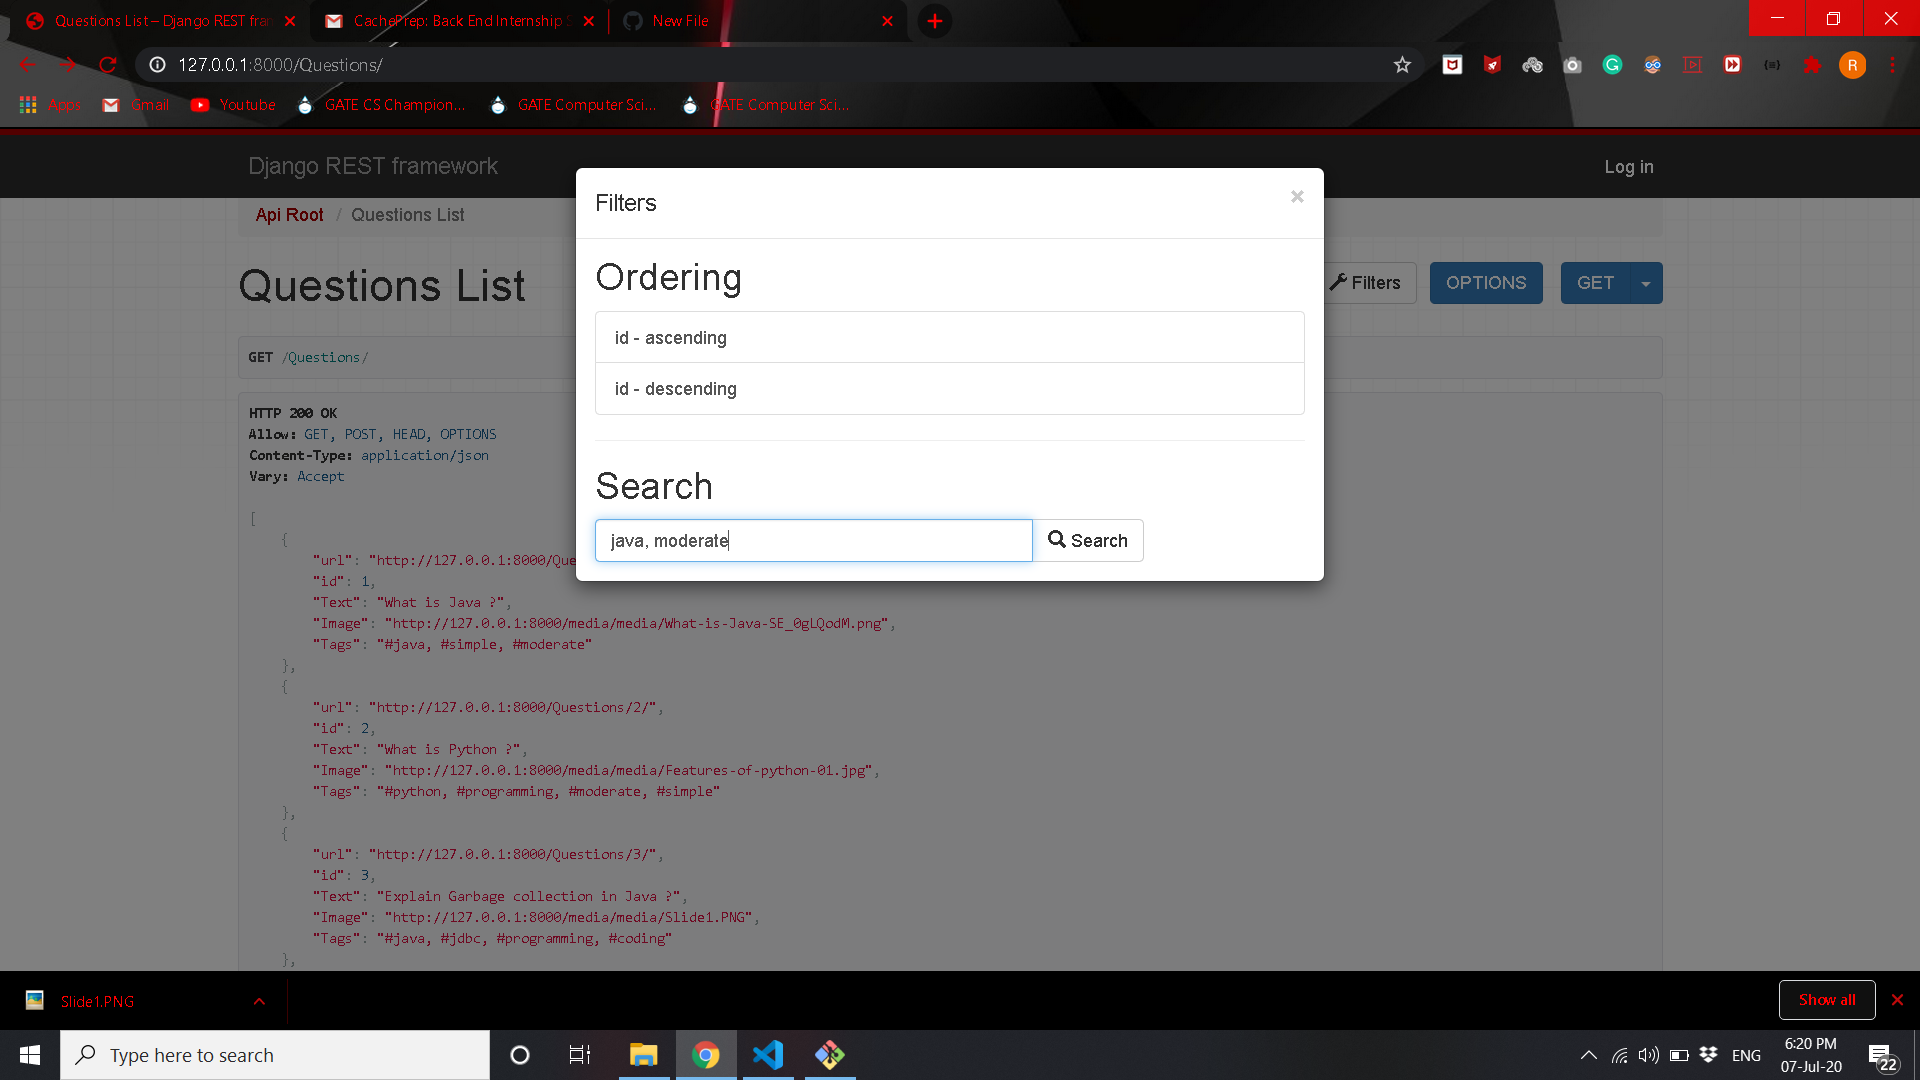 Questions List – Django REST fram
CachePrep: Back End Internship S
New File
127.0.0.1:8000/Questions/
R
Apps
Gmail
Youtube
GATE CS Champion...
GATE Computer Sci...
GATE Computer Sci...
Django REST framework
Log in
Api Root / Questions List
Filters
×
Questions List
Filters
OPTIONS
GET
Ordering
id - ascending
id - descending
Search
java, moderate
Search
GET /Questions/
HTTP 200 OK
Allow: GET, POST, HEAD, OPTIONS
Content-Type: application/json
Vary: Accept
[
{
"url": "http://127.0.0.1:8000/Que
"id": 1,
"Text": "What is Java ?",
"Image": "http://127.0.0.1:8000/media/media/What-is-Java-SE_0gLQodM.png",
"Tags": "#java, #simple, #moderate"
},
{
"url": "http://127.0.0.1:8000/Questions/2/",
"id": 2,
"Text": "What is Python ?",
"Image": "http://127.0.0.1:8000/media/media/Features-of-python-01.jpg",
"Tags": "#python, #programming, #moderate, #simple"
},
{
"url": "http://127.0.0.1:8000/Questions/3/",
"id": 3,
"Text": "Explain Garbage collection in Java ?",
"Image": "http://127.0.0.1:8000/media/media/Slide1.PNG",
"Tags": "#java, #jdbc, #programming, #coding"
},
Slide1.PNG
Show all
Type here to search
ENG
6:20 PM
07-Jul-20
22